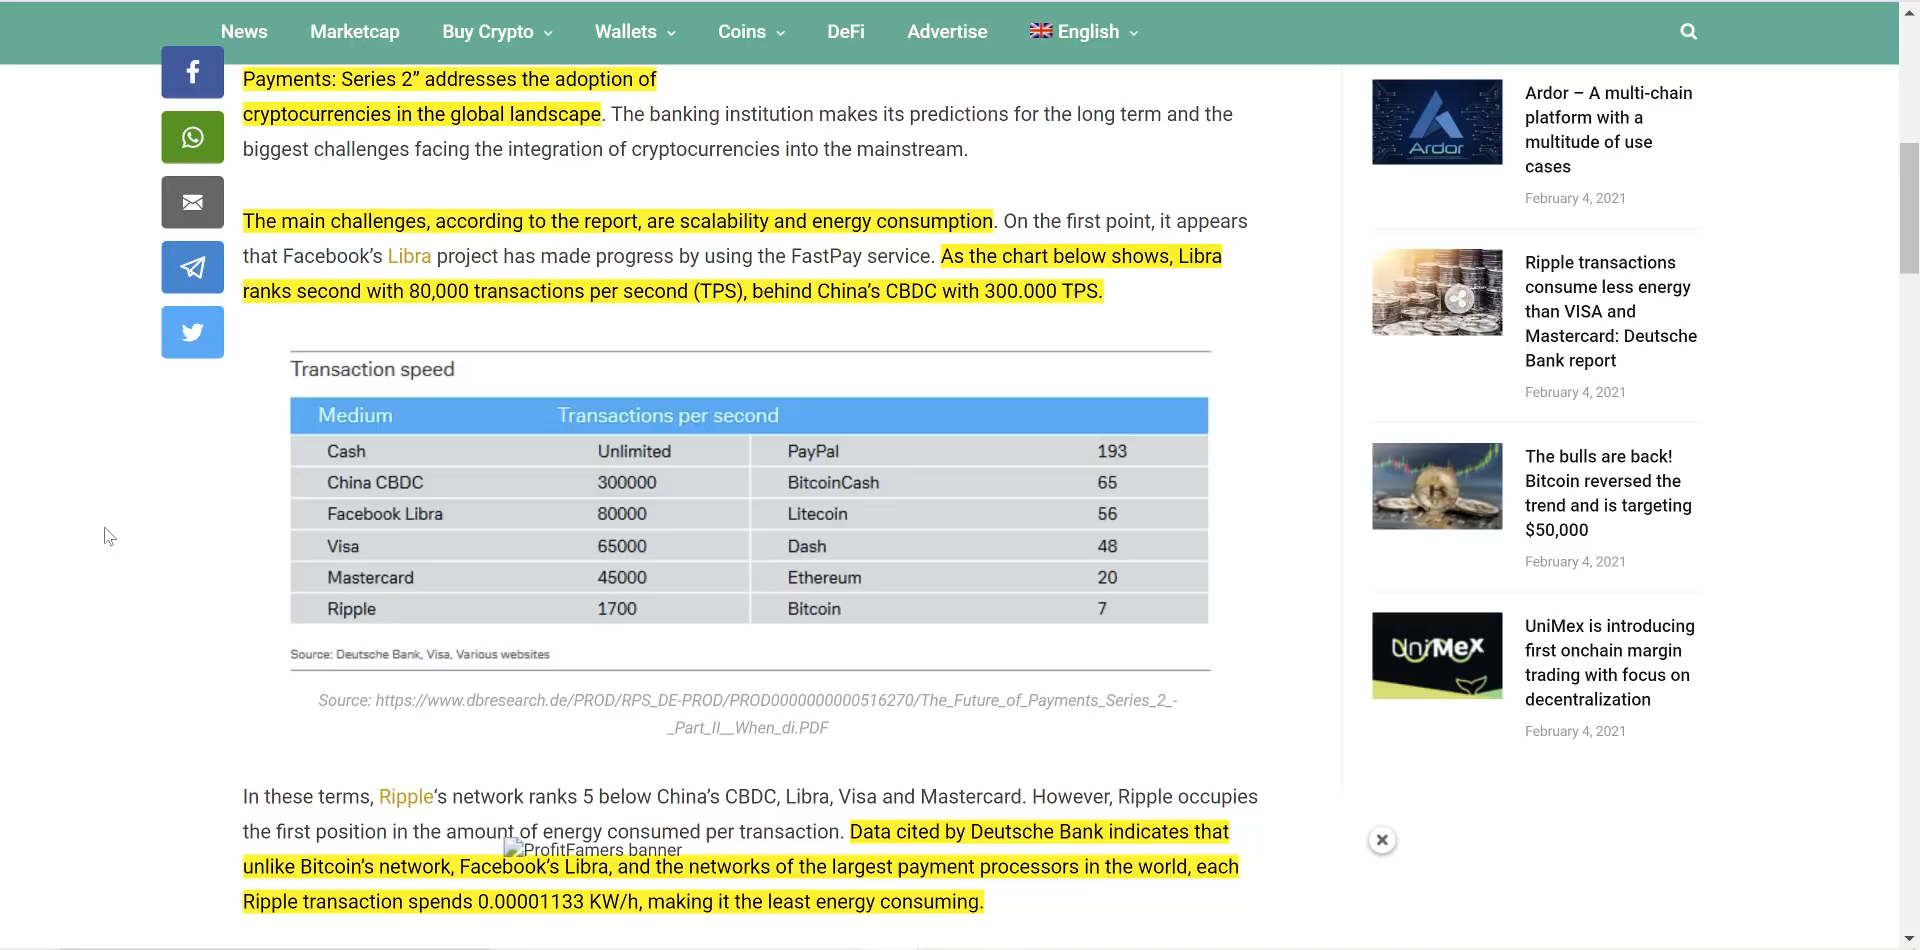 News Marketcap Buy Crypto Wallets Coins DeFi Advertise English
Payments: Series 2” addresses the adoption of
cryptocurrencies in the global landscape. The banking institution makes its predictions for the long term and the
biggest challenges facing the integration of cryptocurrencies into the mainstream.
The main challenges, according to the report, are scalability and energy consumption. On the first point, it appears
that Facebook’s Libra project has made progress by using the FastPay service. As the chart below shows, Libra
ranks second with 80,000 transactions per second (TPS), behind China’s CBDC with 300.000 TPS.
Transaction speed
Medium Transactions per second
Cash Unlimited PayPal 193
China CBDC 300000 BitcoinCash 65
Facebook Libra 80000 Litecoin 56
Visa 65000 Dash 48
Mastercard 45000 Ethereum 20
Ripple 1700 Bitcoin 7
Source: Deutsche Bank, Visa, Various websites
Source: https://www.dbresearch.de/PROD/RPS_DE-PROD/PROD0000000000516270/The_Future_of_Payments_Series_2_-
_Part_II__When_di.PDF
In these terms, Ripple‘s network ranks 5 below China’s CBDC, Libra, Visa and Mastercard. However, Ripple occupies
the first position in the amount of energy consumed per transaction. Data cited by Deutsche Bank indicates that
ProfitFamers banner
unlike Bitcoin’s network, Facebook’s Libra, and the networks of the largest payment processors in the world, each
Ripple transaction spends 0.00001133 KW/h, making it the least energy consuming.
Ardor
Ardor – A multi-chain
platform with a
multitude of use
cases
February 4, 2021
Ripple transactions
consume less energy
than VISA and
Mastercard: Deutsche
Bank report
February 4, 2021
The bulls are back!
Bitcoin reversed the
trend and is targeting
$50,000
February 4, 2021
UniMeX
UniMex is introducing
first onchain margin
trading with focus on
decentralization
February 4, 2021